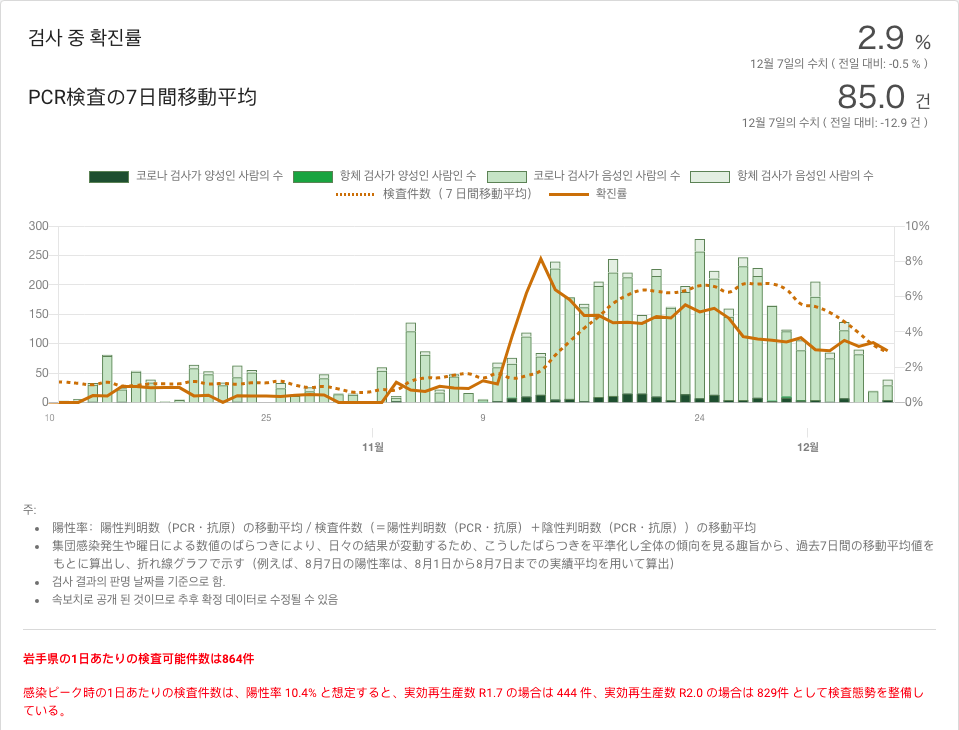 검사 중 확진률
2.9 %
12월 7일의 수치 ( 전일 대비: -0.5 % )
PCR検査の7日間移動平均
85.0 건
12월 7일의 수치 ( 전일 대비: -12.9 건 )
코로나 검사가 양성인 사람의 수 항체 검사가 양성인 사람인 수 코로나 검사가 음성인 사람의 수 항체 검사가 음성인 사람의 수
検査件数（７日間移動平均） 확진률
300 10%
250 8%
200 6%
150
100 4%
50 2%
0 0%
10 25 9 24
11월 12월
주:
陽性率：陽性判明数（PCR・抗原）の移動平均 / 検査件数（＝陽性判明数（PCR・抗原）＋陰性判明数（PCR・抗原））の移動平均
集団感染発生や曜日による数値のばらつきにより、日々の結果が変動するため、こうしたばらつきを平準化し全体の傾向を見る趣旨から、過去7日間の移動平均値を
もとに算出し、折れ線グラフで示す（例えば、8月7日の陽性率は、8月1日から8月7日までの実績平均を用いて算出）
검사 결과의 판명 날짜를 기준으로 함.
속보치로 공개 된 것이므로 추후 확정 데이터로 수정될 수 있음
岩手県の1日あたりの検査可能件数は864件
感染ピーク時の1日あたりの検査件数は、陽性率 10.4% と想定すると、実効再生産数 R1.7 の場合は 444 件、実効再生産数 R2.0 の場合は 829件 として検査態勢を整備し
ている。